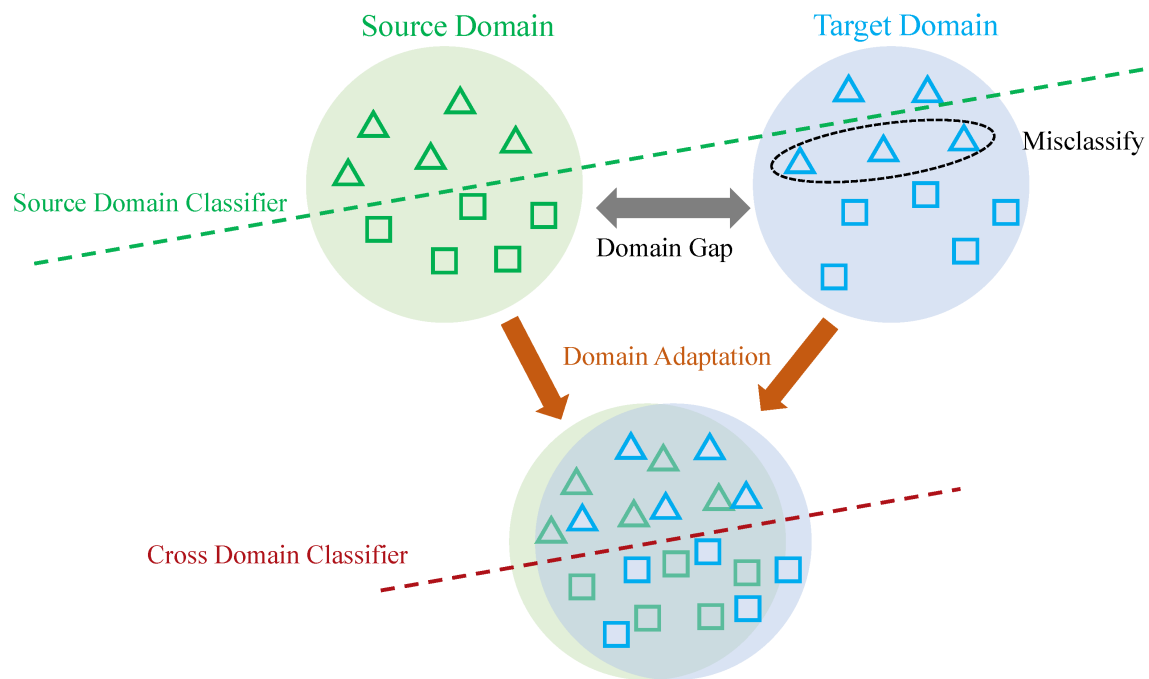 Source Domain
Target Domain
Misclassify
Source Domain Classifier
Domain Gap
Domain Adaptation
Cross Domain Classifier